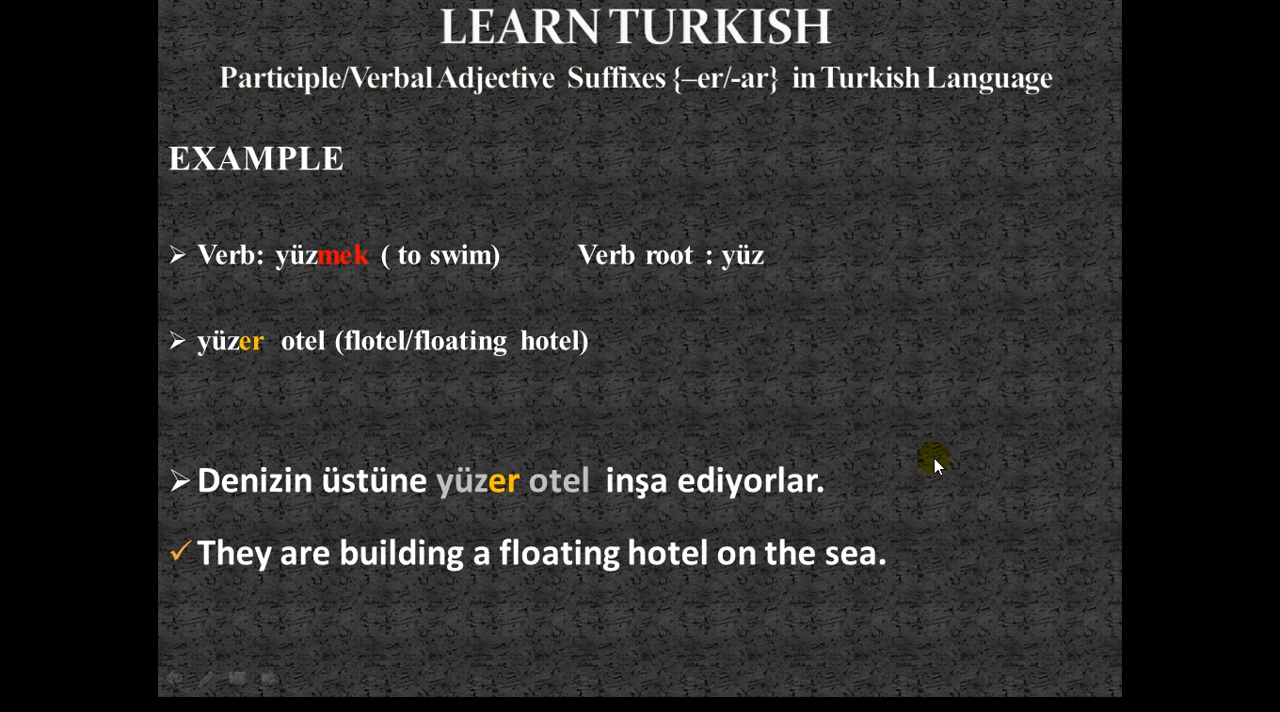 LEARN TURKISH
Participle/Verbal Adjective Suffixes {–er/-ar} in Turkish Language
EXAMPLE
➢ Verb: yüzmek ( to swim) Verb root : yüz
➢ yüzer otel (flotel/floating hotel)
➢ Denizin üstüne yüzer otel inşa ediyorlar.
✓ They are building a floating hotel on the sea.